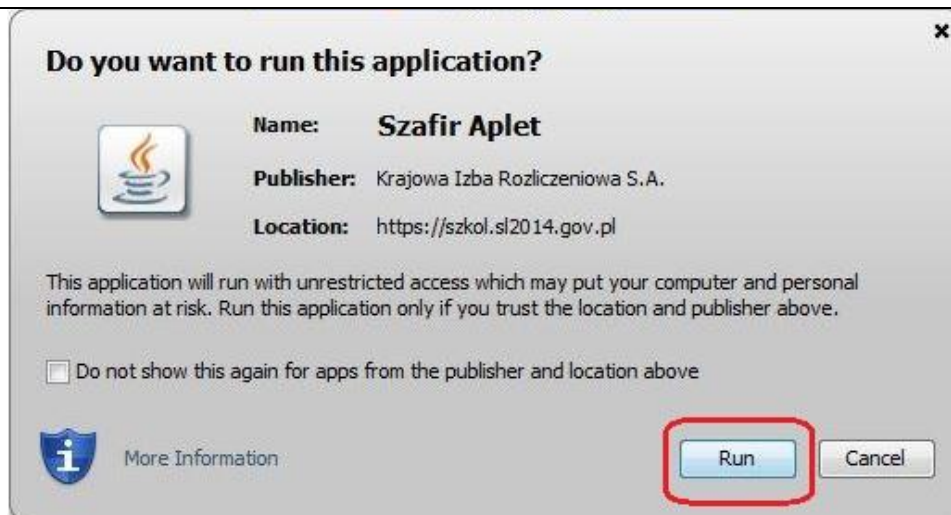 Do you want to run this application?
Name: Szafir Aplet
Publisher: Krajowa Izba Rozliczeniowa S.A.
Location: https://szkol.sl2014.gov.pl
This application will run with unrestricted access which may put your computer and personal
information at risk. Run this application only if you trust the location and publisher above.
Do not show this again for apps from the publisher and location above
More Information
Run Cancel